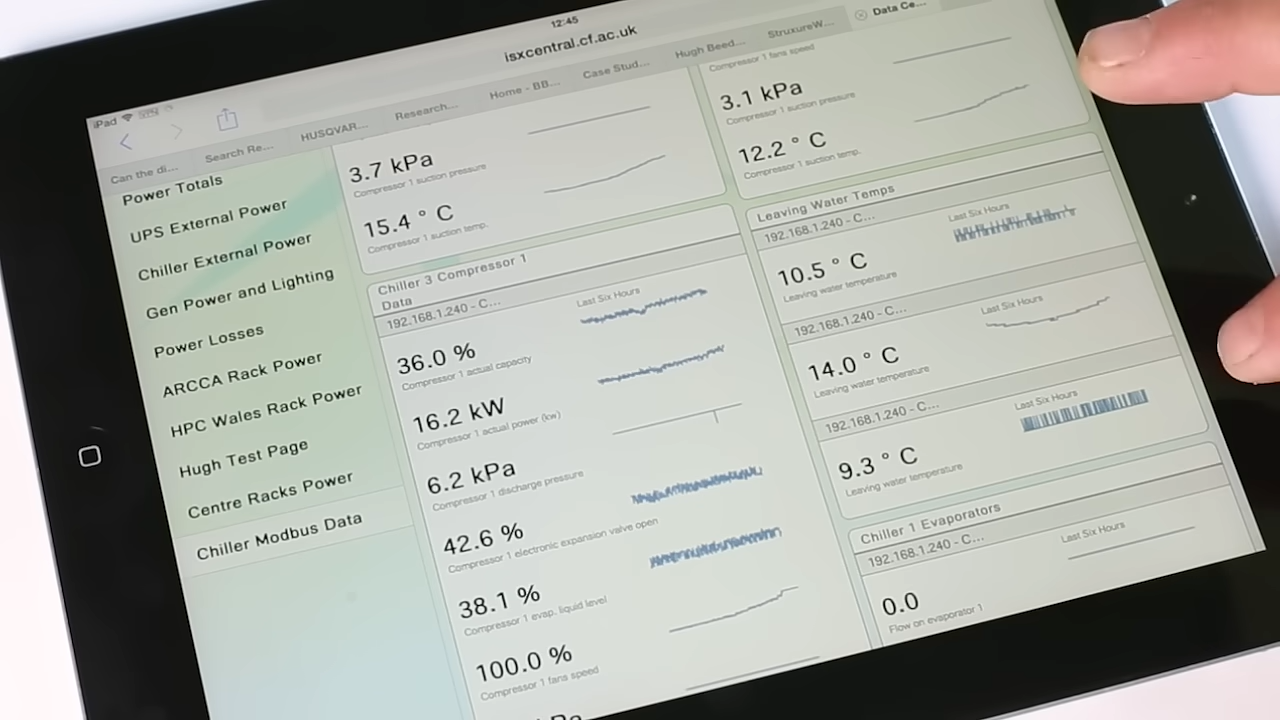 12:45
iPad
isxcentral.cf.ac.uk
Can the di...
Search Re...
HUSQVAR...
Research...
Home - BB...
Case Stud...
Hugh Beed...
StruxureW...
Data Ce...
Power Totals
UPS External Power
Chiller External Power
Gen Power and Lighting
Power Losses
ARCCA Rack Power
HPC Wales Rack Power
Hugh Test Page
Centre Racks Power
Chiller Modbus Data
3.7 kPa
Compressor 1 suction pressure
15.4 ° C
Compressor 1 suction temp.
Chiller 3 Compressor 1
Data
192.168.1.240 - C...
Last Six Hours
36.0 %
Compressor 1 actual capacity
16.2 kW
Compressor 1 actual power (kw)
6.2 kPa
Compressor 1 discharge pressure
42.6 %
Compressor 1 electronic expansion valve open
38.1 %
Compressor 1 evap. liquid level
100.0 %
Compressor 1 fans speed
Compressor 1 fans speed
3.1 kPa
Compressor 1 suction pressure
12.2 ° C
Compressor 1 suction temp.
Leaving Water Temps
192.168.1.240 - C...
Last Six Hours
10.5 ° C
Leaving water temperature
192.168.1.240 - C...
Last Six Hours
14.0 ° C
Leaving water temperature
192.168.1.240 - C...
Last Six Hours
9.3 ° C
Leaving water temperature
Chiller 1 Evaporators
192.168.1.240 - C...
Last Six Hours
0.0
Flow on evaporator 1